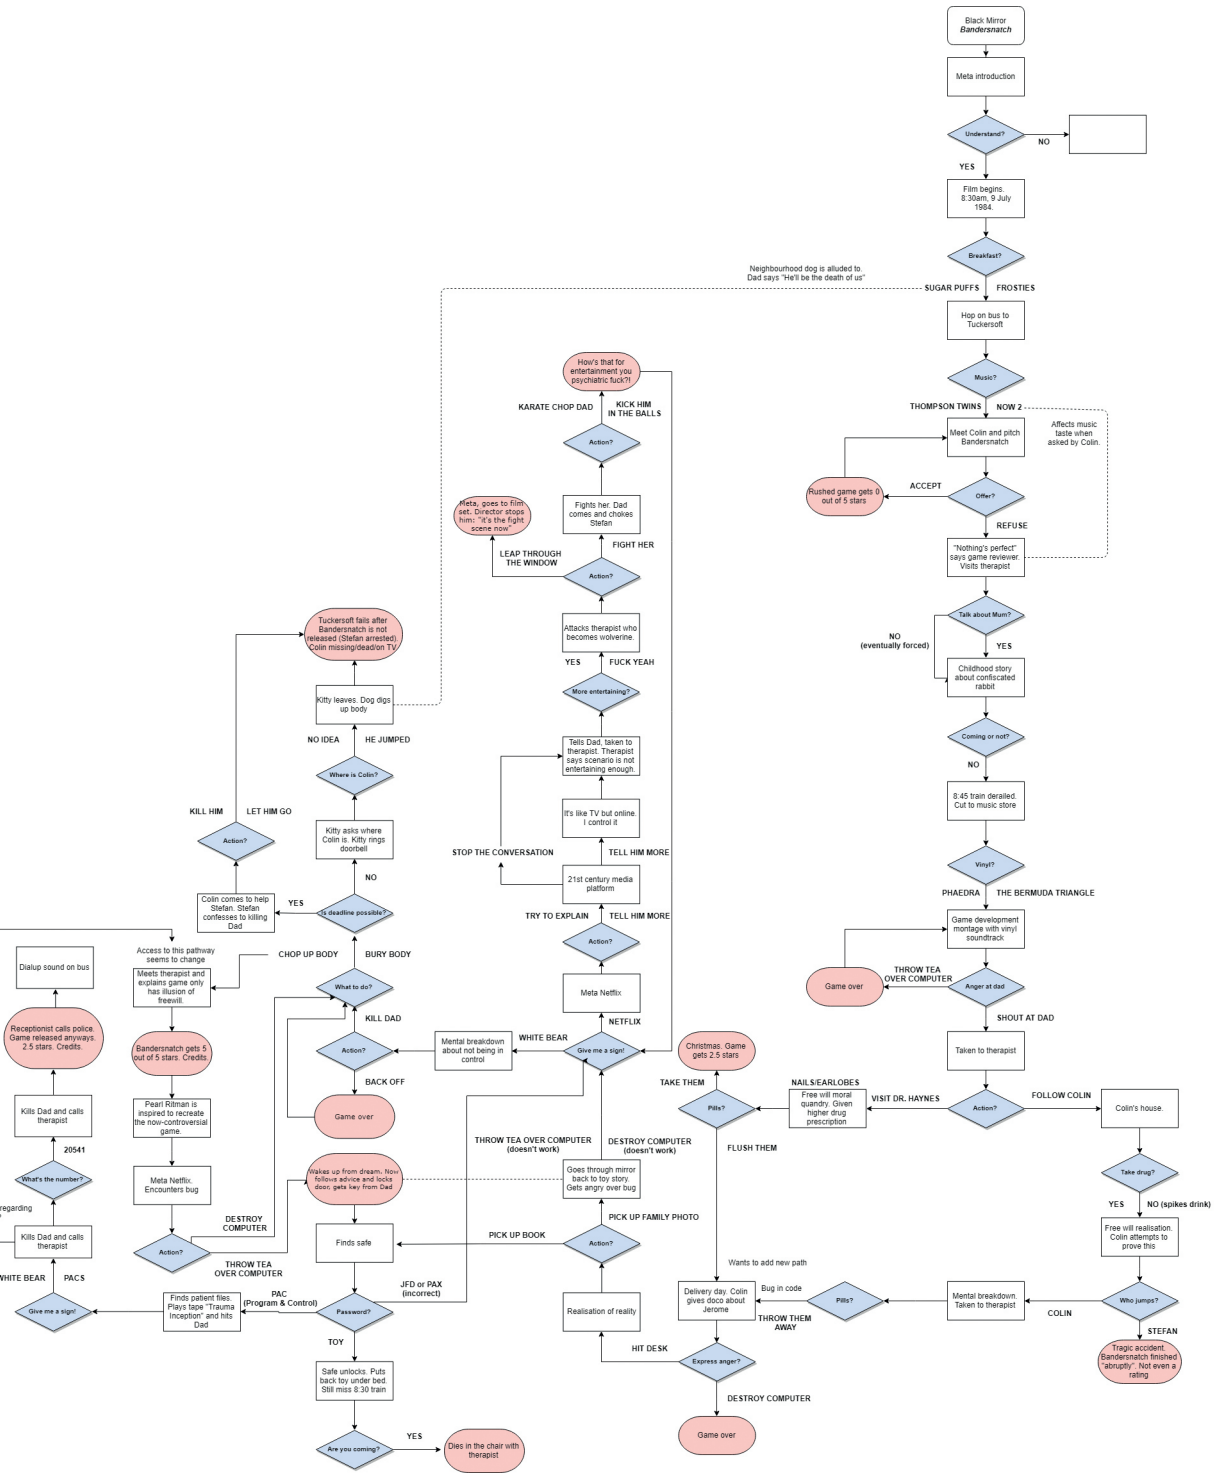 Black Mirror
Bandersnatch
Meta introduction
Understand?
NO
YES
Film begins.
8:30am, 9 July
1984.
Breakfast?
Neighbourhood dog is alluded to.
Dad says "He'll be the death of us"
SUGAR PUFFS
FROSTIES
Hop on bus to
Tuckersoft
Music?
THOMPSON TWINS
NOW 2
Affects music
taste when
asked by Colin.
Meet Colin and pitch
Bandersnatch
ACCEPT
Offer?
Rushed game gets 0
out of 5 stars
REFUSE
"Nothing's perfect"
says game reviewer.
Visits therapist
Talk about Mum?
NO
(eventually forced)
YES
Childhood story
about confiscated
rabbit
Coming or not?
NO
8:45 train derailed.
Cut to music store
Vinyl?
PHAEDRA
THE BERMUDA TRIANGLE
Game development
montage with vinyl
soundtrack
THROW TEA
OVER COMPUTER
Anger at dad
Game over
SHOUT AT DAD
Taken to therapist
Action?
VISIT DR. HAYNES
FOLLOW COLIN
Colin's house.
Take drug?
YES
NO (spikes drink)
Free will realisation.
Colin attempts to
prove this
Who jumps?
COLIN
STEFAN
Tragic accident.
Bandersnatch finished
"abruptly". Not even a
rating
Mental breakdown.
Taken to therapist
Pills?
THROW THEM
AWAY
Bug in code
Wants to add new path
NAILS/EARLOBES
Free will moral
quandry. Given
higher drug
prescription
Pills?
TAKE THEM
Christmas. Game
gets 2.5 stars
FLUSH THEM
Delivery day. Colin
gives doco about
Jerome
Express anger?
HIT DESK
DESTROY COMPUTER
Game over
Realisation of reality
Action?
PICK UP BOOK
PICK UP FAMILY PHOTO
Goes through mirror
back to toy story.
Gets angry over bug
THROW TEA OVER COMPUTER
(doesn't work)
DESTROY COMPUTER
(doesn't work)
Give me a sign!
WHITE BEAR
NETFLIX
Meta Netflix
Action?
TRY TO EXPLAIN
TELL HIM MORE
21st century media
platform
STOP THE CONVERSATION
TELL HIM MORE
It's like TV but online.
I control it
Tells Dad, taken to
therapist. Therapist
says scenario is not
entertaining enough.
More entertaining?
YES
FUCK YEAH
Attacks therapist who
becomes wolverine.
Action?
LEAP THROUGH
THE WINDOW
FIGHT HER
Meta, goes to film
set. Director stops
him: "it's the fight
scene now"
Fights her. Dad
comes and chokes
Stefan
Action?
KARATE CHOP DAD
KICK HIM
IN THE BALLS
How's that for
entertainment you
psychiatric fuck?!
Mental breakdown
about not being in
control
Action?
KILL DAD
BACK OFF
Game over
What to do?
CHOP UP BODY
BURY BODY
Is deadline possible?
YES
NO
Colin comes to help
Stefan. Stefan
confesses to killing
Dad
Action?
KILL HIM
LET HIM GO
Kitty asks where
Colin is. Kitty rings
doorbell
Where is Colin?
NO IDEA
HE JUMPED
Kitty leaves. Dog digs
up body
Tuckersoft fails after
Bandersnatch is not
released (Stefan arrested).
Colin missing/dead/on TV
Access to this pathway
seems to change
Meets therapist and
explains game only
has illusion of
freewill.
Bandersnatch gets 5
out of 5 stars. Credits.
Pearl Ritman is
inspired to recreate
the now-controversial
game.
Meta Netflix.
Encounters bug
Action?
DESTROY
COMPUTER
THROW TEA
OVER COMPUTER
Wakes up from dream. Now
follows advice and locks
door, gets key from Dad
Finds safe
Password?
JFD or PAX
(incorrect)
PAC
(Program & Control)
TOY
Safe unlocks. Puts
back toy under bed.
Still miss 8:30 train
Are you coming?
YES
Dies in the chair with
therapist
Finds patient files.
Plays tape "Trauma
Inception" and hits
Dad
Give me a sign!
WHITE BEAR
PACS
Kills Dad and calls
therapist
regarding
What's the number?
20541
Kills Dad and calls
therapist
Receptionist calls police.
Game released anyways.
2.5 stars. Credits.
Dialup sound on bus